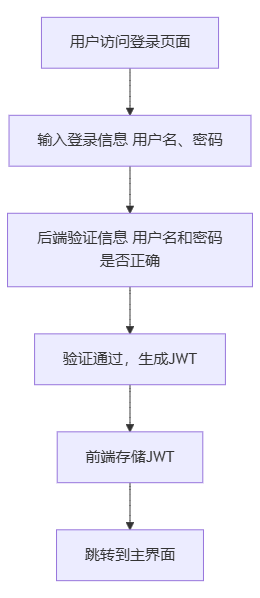 用户访问登录页面
输入登录信息 用户名、密码
后端验证信息 用户名和密码
是否正确
验证通过，生成JWT
前端存储JWT
跳转到主界面